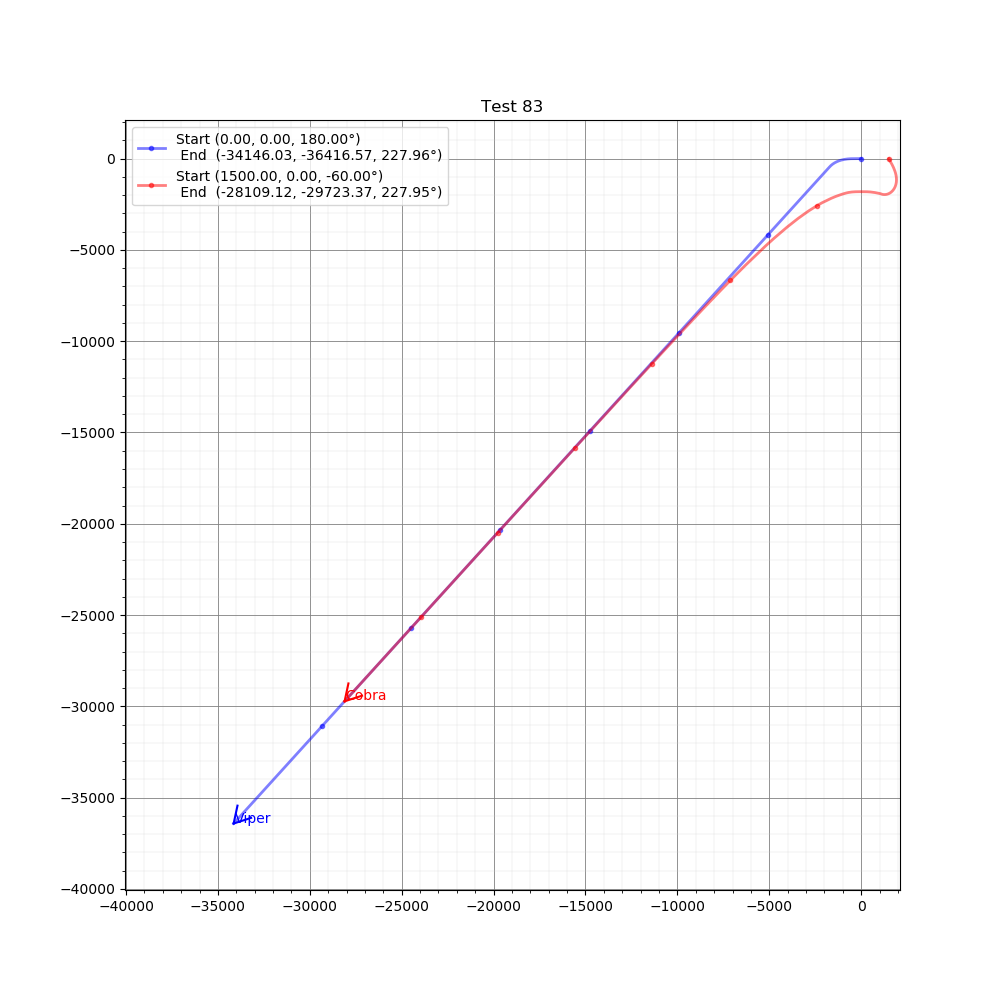 Test 83
Start (0.00, 0.00, 180.00°)
End (-34146.03, -36416.57, 227.96°)
Start (1500.00, 0.00, -60.00°)
End (-28109.12, -29723.37, 227.95°)
0
−5000
−10000
−15000
−20000
−25000
−30000
−35000
−40000
Cobra
Viper
−40000 −35000 −30000 −25000 −20000 −15000 −10000 −5000 0